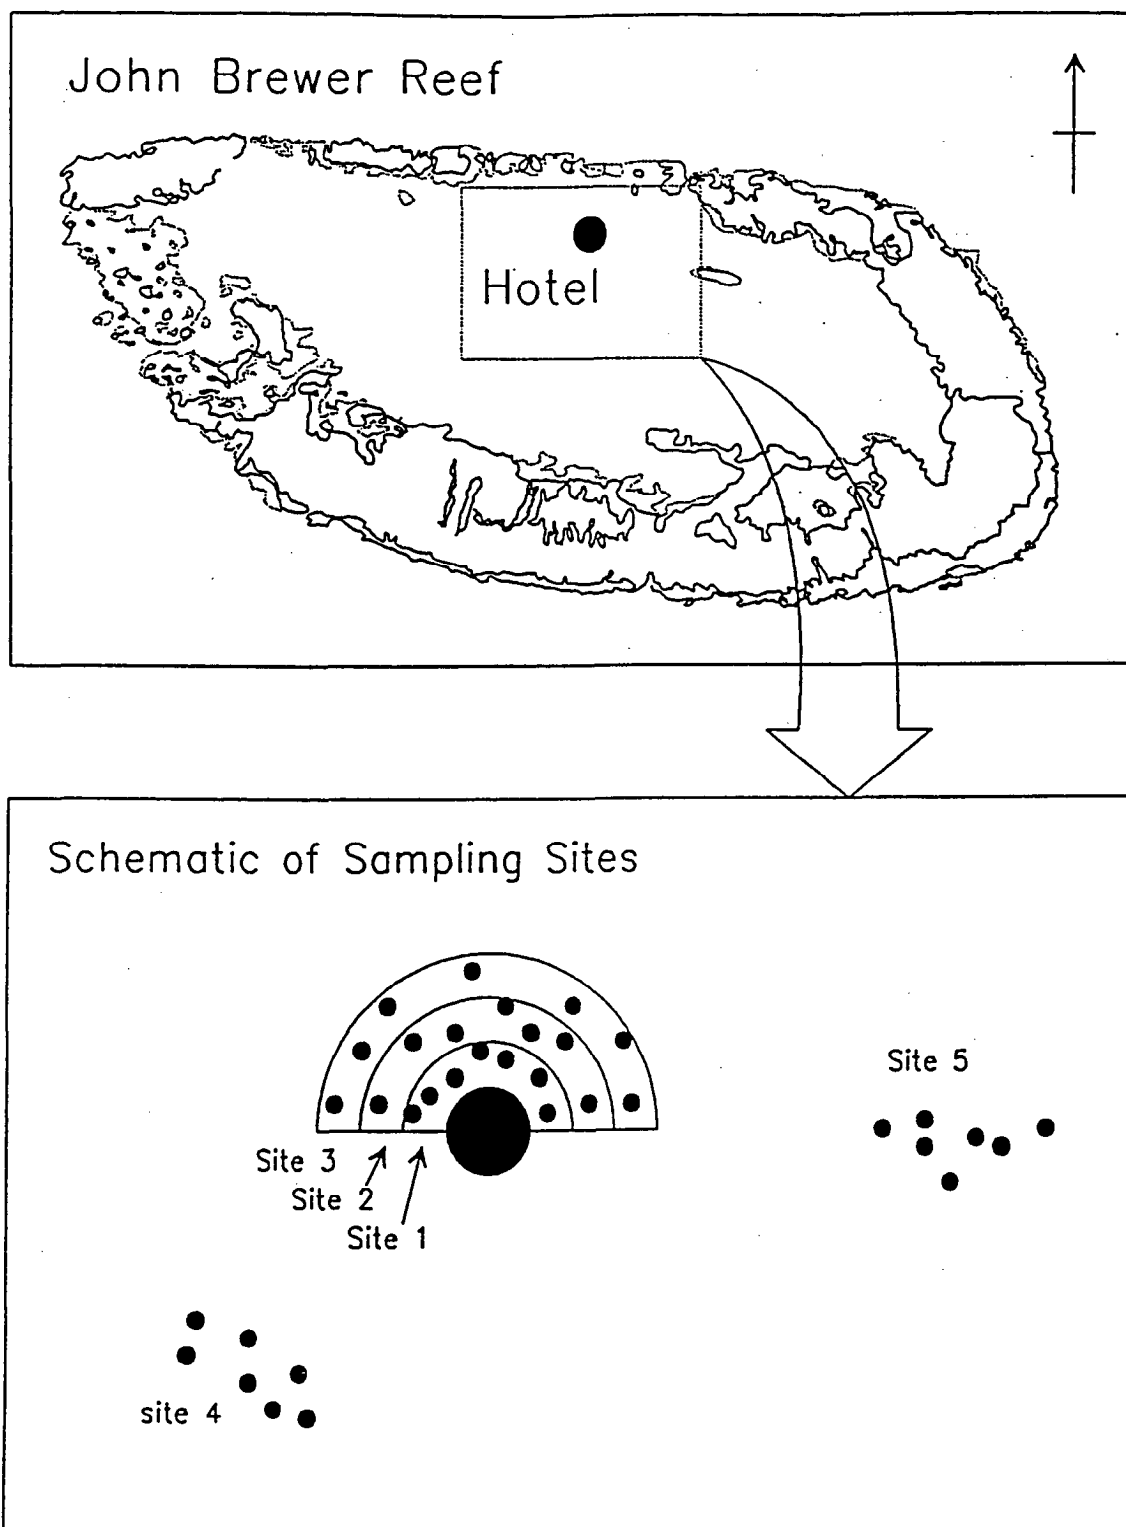 John Brewer Reef
Hotel
Schematic of Sampling Sites
Site 5
Site 3
Site 2
Site 1
site 4